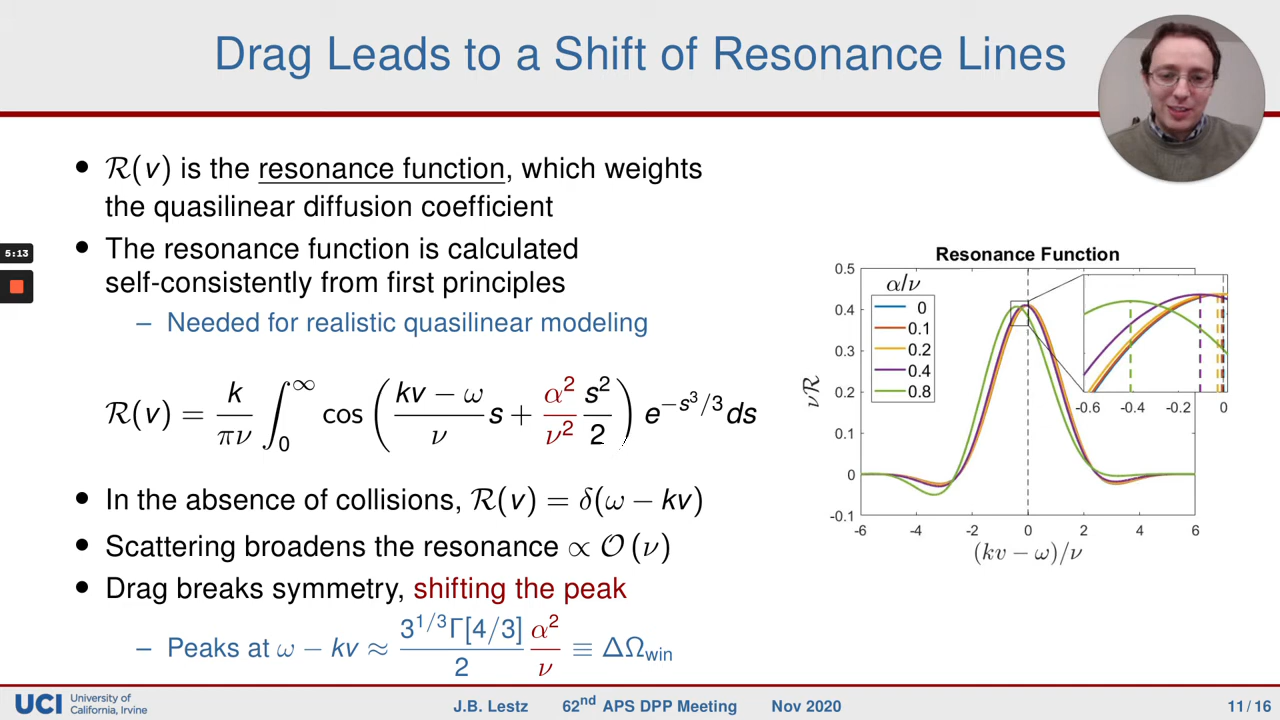 Drag Leads to a Shift of Resonance Lines
• ℛ(v) is the resonance function, which weights
the quasilinear diffusion coefficient
• The resonance function is calculated
self-consistently from first principles
– Needed for realistic quasilinear modeling
ℛ(v) = k/(πν) ∫₀^∞ cos( (kv − ω)/ν s + α²/ν² s²/2 ) e^(−s³/3) ds
• In the absence of collisions, ℛ(v) = δ(ω − kv)
• Scattering broadens the resonance ∝ 𝒪(ν)
• Drag breaks symmetry, shifting the peak
– Peaks at ω − kv ≈ 3^(1/3)Γ[4/3]/2 α²/ν ≡ ΔΩwin
5:13
Resonance Function
α/ν
0
0.1
0.2
0.4
0.8
νℛ
0.5
0.4
0.3
0.2
0.1
0
-0.1
-0.6 -0.4 -0.2 0
-6 -4 -2 0 2 4 6
(kv − ω)/ν
UCI University of
California, Irvine
J.B. Lestz 62nd APS DPP Meeting Nov 2020 11 / 16